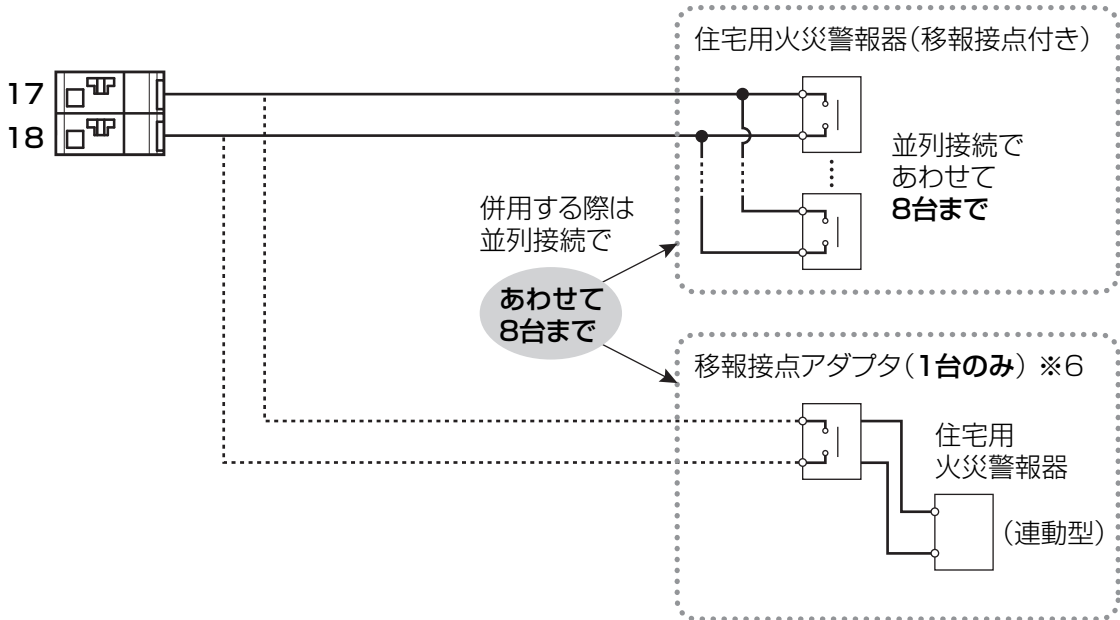 住宅用火災警報器(移報接点付き)
17
18
並列接続で
あわせて
8台まで
併用する際は
並列接続で
あわせて
8台まで
移報接点アダプタ(1台のみ)※6
住宅用
火災警報器
(連動型)